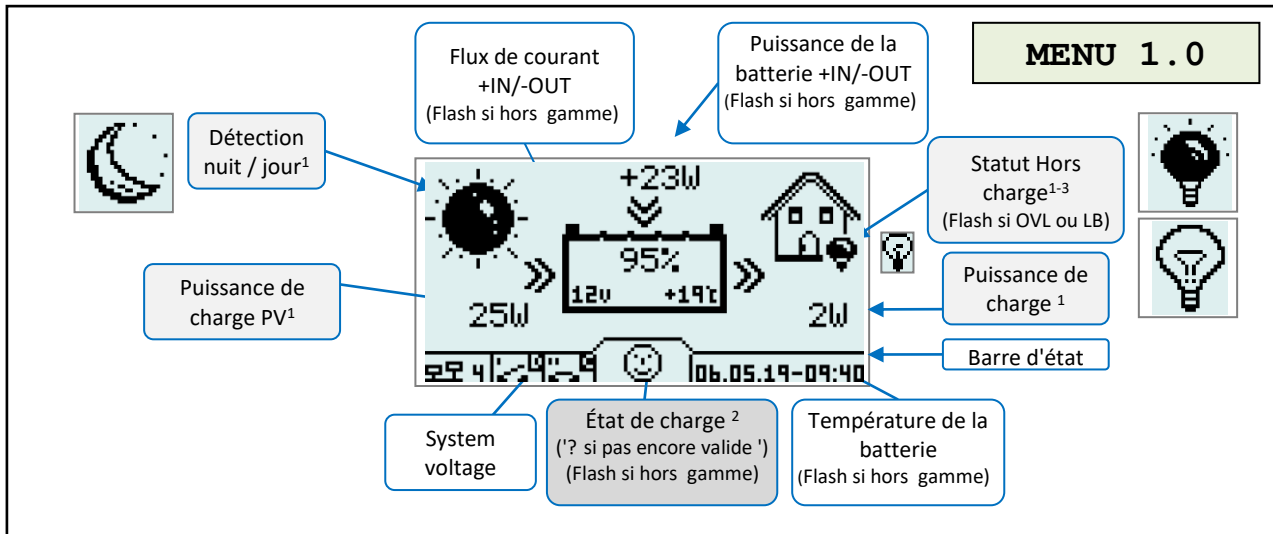 MENU 1.0
Flux de courant
+IN/-OUT
(Flash si hors gamme)
Puissance de la
batterie +IN/-OUT
(Flash si hors gamme)
Détection
nuit / jour¹
Statut Hors
charge¹⁻³
(Flash si OVL ou LB)
Puissance de
charge PV¹
Puissance de
charge ¹
Barre d'état
+23W
95%
12v +19℃
25W
2W
4
06.05.19-09:40
System
voltage
État de charge ²
('? si pas encore valide ')
(Flash si hors gamme)
Température de la
batterie
(Flash si hors gamme)